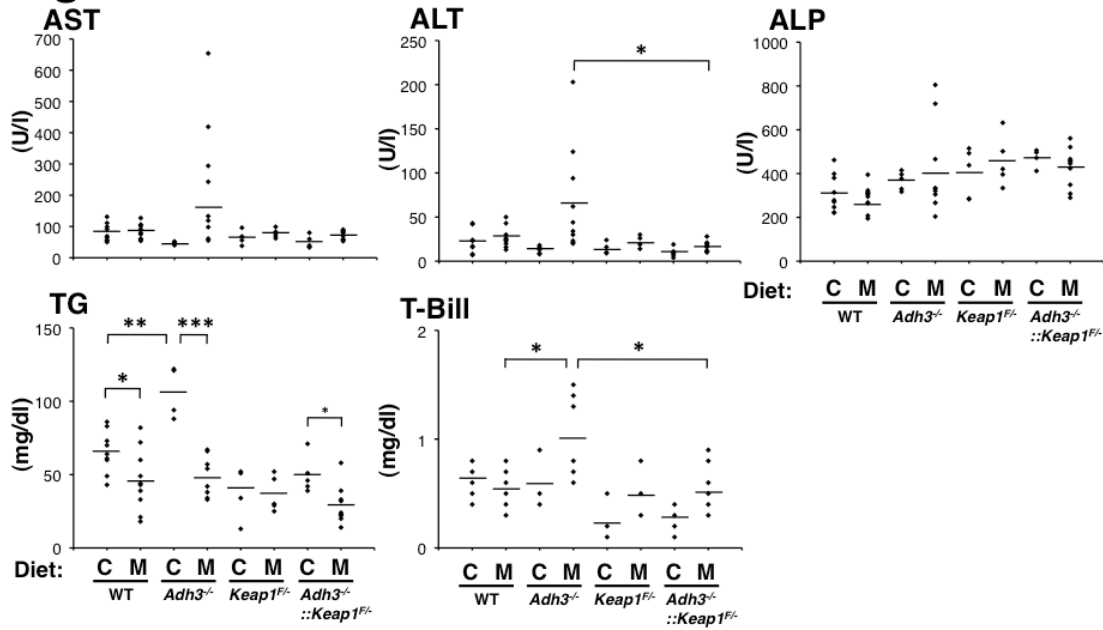 AST
700
600
500
400
300
200
100
0
(U/l)
ALT
250
200
150
100
50
0
(U/l)
*
ALP
1000
800
600
400
200
0
(U/l)
Diet: C M C M C M C M
WT Adh3-/- Keap1F/- Adh3-/-
::Keap1F/-
TG
150
100
50
0
(mg/dl)
** ***
*
*
Diet: C M C M C M C M
WT Adh3-/- Keap1F/- Adh3-/-
::Keap1F/-
T-Bill
2
1
0
(mg/dl)
* *
C M C M C M C M
WT Adh3-/- Keap1F/- Adh3-/-
::Keap1F/-